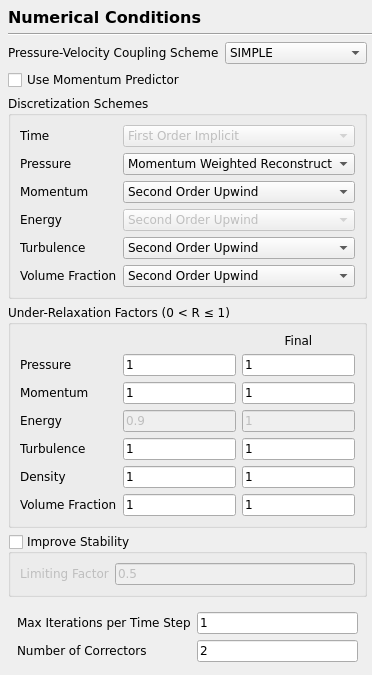 Numerical Conditions
Pressure-Velocity Coupling Scheme SIMPLE
Use Momentum Predictor
Discretization Schemes
Time First Order Implicit
Pressure Momentum Weighted Reconstruct
Momentum Second Order Upwind
Energy Second Order Upwind
Turbulence Second Order Upwind
Volume Fraction Second Order Upwind
Under-Relaxation Factors (0 < R ≤ 1)
Final
Pressure 1 1
Momentum 1 1
Energy 0.9 1
Turbulence 1 1
Density 1 1
Volume Fraction 1 1
Improve Stability
Limiting Factor 0.5
Max Iterations per Time Step 1
Number of Correctors 2